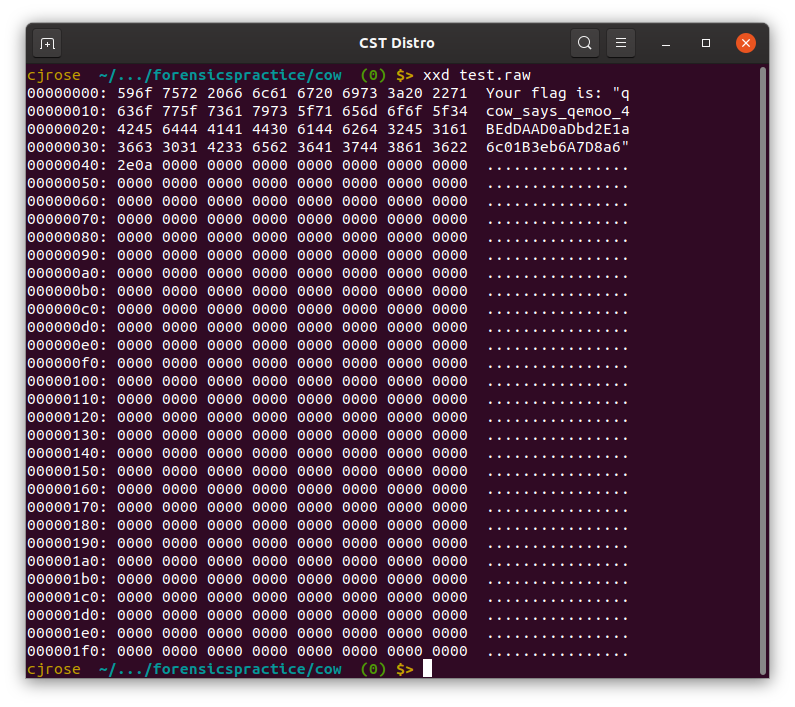 CST Distro
cjrose  ~/.../forensicspractice/cow  (0) $> xxd test.raw
00000000: 596f 7572 2066 6c61 6720 6973 3a20 2271  Your flag is: "q
00000010: 636f 775f 7361 7973 5f71 656d 6f6f 5f34  cow_says_qemoo_4
00000020: 4245 6444 4141 4430 6144 6264 3245 3161  BEdDAAD0aDbd2E1a
00000030: 3663 3031 4233 6562 3641 3744 3861 3622  6c01B3eb6A7D8a6"
00000040: 2e0a 0000 0000 0000 0000 0000 0000 0000  ................
00000050: 0000 0000 0000 0000 0000 0000 0000 0000  ................
00000060: 0000 0000 0000 0000 0000 0000 0000 0000  ................
00000070: 0000 0000 0000 0000 0000 0000 0000 0000  ................
00000080: 0000 0000 0000 0000 0000 0000 0000 0000  ................
00000090: 0000 0000 0000 0000 0000 0000 0000 0000  ................
000000a0: 0000 0000 0000 0000 0000 0000 0000 0000  ................
000000b0: 0000 0000 0000 0000 0000 0000 0000 0000  ................
000000c0: 0000 0000 0000 0000 0000 0000 0000 0000  ................
000000d0: 0000 0000 0000 0000 0000 0000 0000 0000  ................
000000e0: 0000 0000 0000 0000 0000 0000 0000 0000  ................
000000f0: 0000 0000 0000 0000 0000 0000 0000 0000  ................
00000100: 0000 0000 0000 0000 0000 0000 0000 0000  ................
00000110: 0000 0000 0000 0000 0000 0000 0000 0000  ................
00000120: 0000 0000 0000 0000 0000 0000 0000 0000  ................
00000130: 0000 0000 0000 0000 0000 0000 0000 0000  ................
00000140: 0000 0000 0000 0000 0000 0000 0000 0000  ................
00000150: 0000 0000 0000 0000 0000 0000 0000 0000  ................
00000160: 0000 0000 0000 0000 0000 0000 0000 0000  ................
00000170: 0000 0000 0000 0000 0000 0000 0000 0000  ................
00000180: 0000 0000 0000 0000 0000 0000 0000 0000  ................
00000190: 0000 0000 0000 0000 0000 0000 0000 0000  ................
000001a0: 0000 0000 0000 0000 0000 0000 0000 0000  ................
000001b0: 0000 0000 0000 0000 0000 0000 0000 0000  ................
000001c0: 0000 0000 0000 0000 0000 0000 0000 0000  ................
000001d0: 0000 0000 0000 0000 0000 0000 0000 0000  ................
000001e0: 0000 0000 0000 0000 0000 0000 0000 0000  ................
000001f0: 0000 0000 0000 0000 0000 0000 0000 0000  ................
cjrose  ~/.../forensicspractice/cow  (0) $>